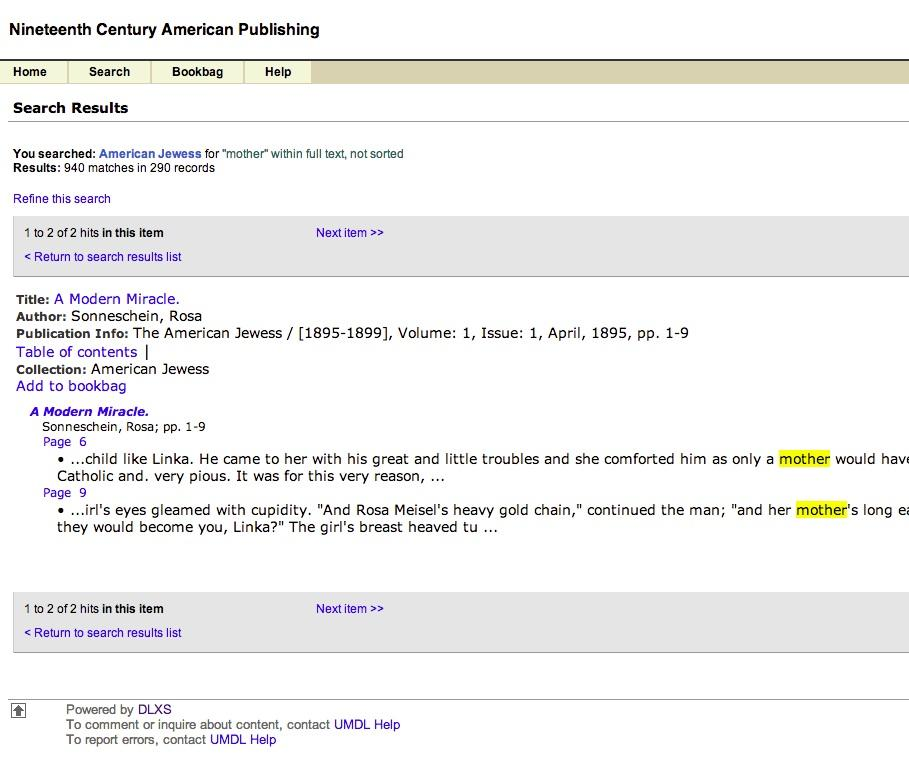 Nineteenth Century American Publishing
Home Search Bookbag Help
Search Results
You searched: American Jewess for "mother" within full text, not sorted
Results: 940 matches in 290 records
Refine this search
1 to 2 of 2 hits in this item Next item >>
< Return to search results list
Title: A Modern Miracle.
Author: Sonneschein, Rosa
Publication Info: The American Jewess / [1895-1899], Volume: 1, Issue: 1, April, 1895, pp. 1-9
Table of contents |
Collection: American Jewess
Add to bookbag
A Modern Miracle.
Sonneschein, Rosa; pp. 1-9
Page 6
• ...child like Linka. He came to her with his great and little troubles and she comforted him as only a mother would have
Catholic and. very pious. It was for this very reason, ...
Page 9
• ...irl's eyes gleamed with cupidity. "And Rosa Meisel's heavy gold chain," continued the man; "and her mother's long ea
they would become you, Linka?" The girl's breast heaved tu ...
1 to 2 of 2 hits in this item Next item >>
< Return to search results list
Powered by DLXS
To comment or inquire about content, contact UMDL Help
To report errors, contact UMDL Help